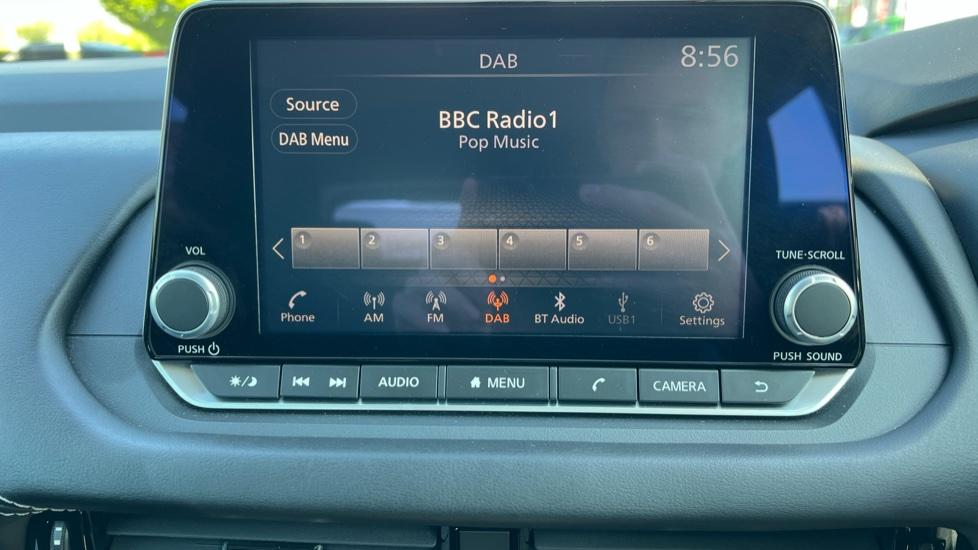 DAB 8:56
Source
BBC Radio1
DAB Menu
Pop Music
1 2 3 4 5 6
VOL
TUNE·SCROLL
Phone AM FM DAB BT Audio USB1 Settings
PUSH
PUSH SOUND
AUDIO MENU CAMERA